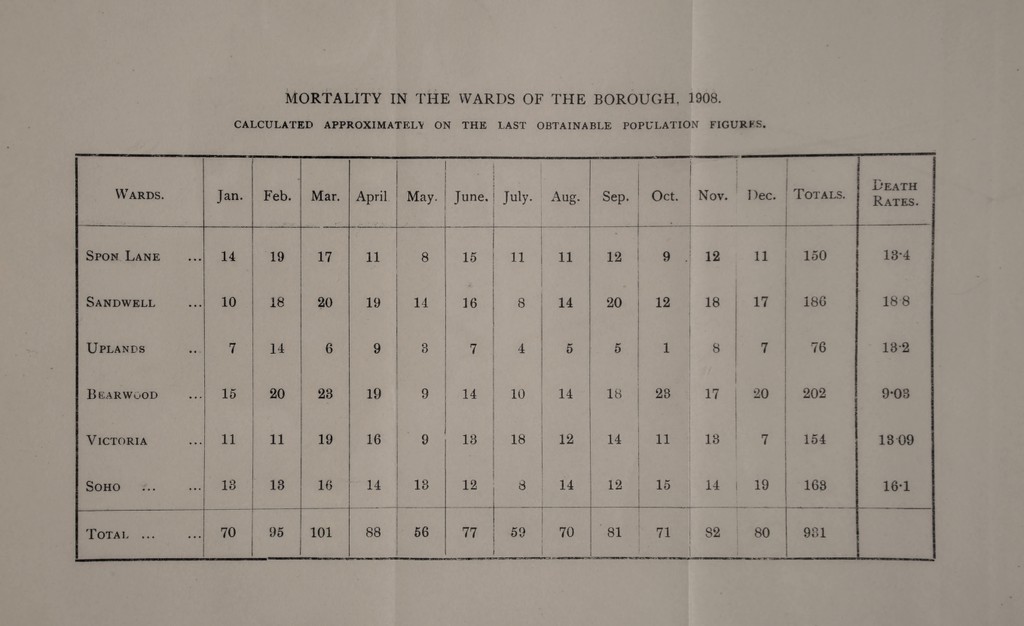 MORTALITY IN THE WARDS OF THE BOROUGH, 1908.
CALCULATED APPROXIMATELY ON THE LAST OBTAINABLE POPULATION FIGURES.
WARDS. Jan. Feb. Mar. April May. June. July. Aug. Sep. Oct. Nov. Dec. TOTALS. DEATH RATES.
SPON LANE ... 14 19 17 11 8 15 11 11 12 9 12 11 150 13·4
SANDWELL ... 10 18 20 19 14 16 8 14 20 12 18 17 186 18·8
UPLANDS .. 7 14 6 9 3 7 4 5 5 1 8 7 76 13·2
BEARWOOD ... 15 20 23 19 9 14 10 14 18 23 17 20 202 9·03
VICTORIA ... 11 11 19 16 9 13 18 12 14 11 13 7 154 13·09
SOHO ... ... 13 13 16 14 13 12 8 14 12 15 14 19 163 16·1
TOTAL ... ... 70 95 101 88 56 77 59 70 81 71 82 80 931